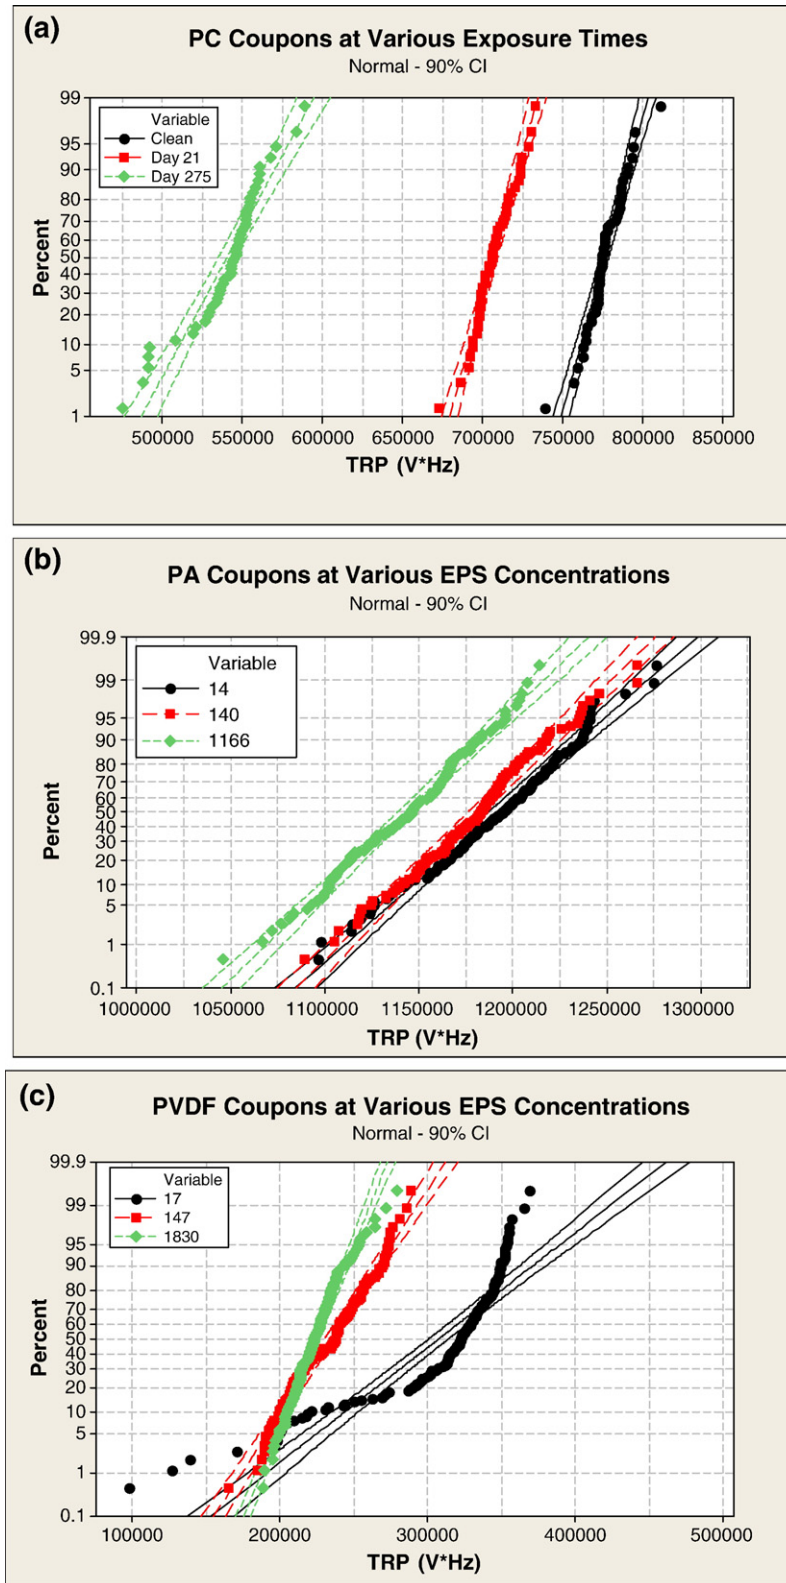 (a)
PC Coupons at Various Exposure Times
Normal - 90% CI
Variable
Clean
Day 21
Day 275
99
95
90
80
70
60
50
40
30
20
10
5
1
Percent
500000 550000 600000 650000 700000 750000 800000 850000
TRP (V*Hz)
(b)
PA Coupons at Various EPS Concentrations
Normal - 90% CI
Variable
14
140
1166
99.9
99
95
90
80
70
60
50
40
30
20
10
5
1
0.1
Percent
1000000 1050000 1100000 1150000 1200000 1250000 1300000
TRP (V*Hz)
(c)
PVDF Coupons at Various EPS Concentrations
Normal - 90% CI
Variable
17
147
1830
99.9
99
95
90
80
70
60
50
40
30
20
10
5
1
0.1
Percent
100000 200000 300000 400000 500000
TRP (V*Hz)